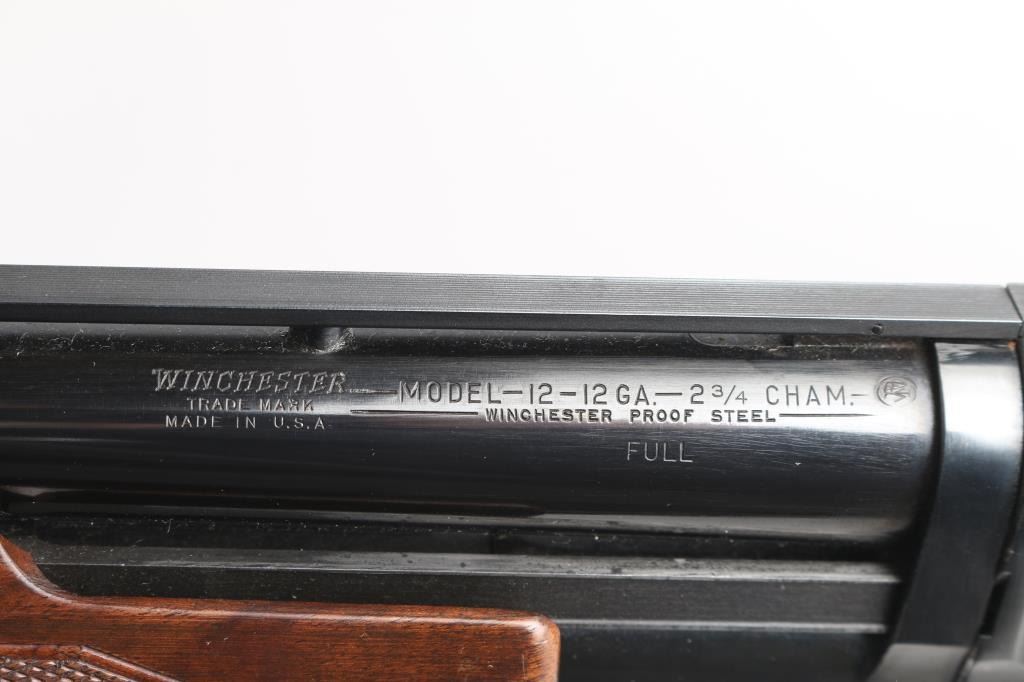 WINCHESTER
TRADE MARK
MADE IN U.S.A
MODEL-12-12 GA.-2 3/4 CHAM.-
WINCHESTER PROOF STEEL
FULL